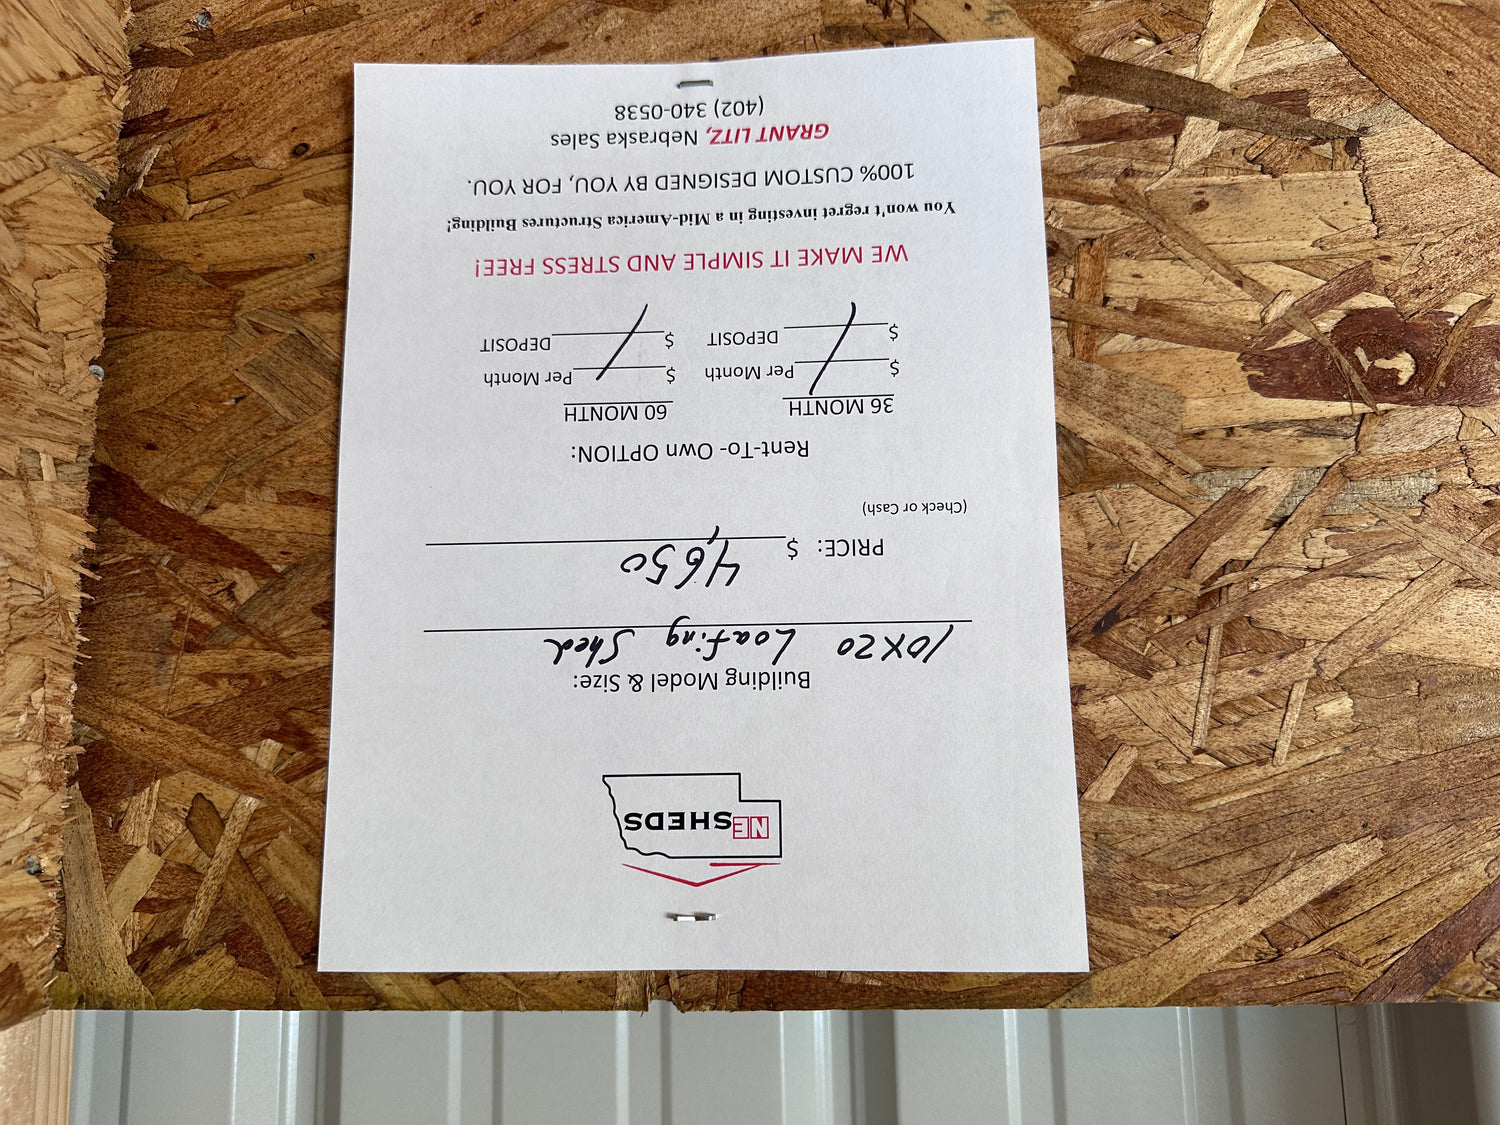 NE SHEDS
Building Model & Size:
10X20 Loafing Shed
PRICE: $ 4,650
(Check or Cash)
Rent-To- Own OPTION:
36 MONTH 60 MONTH
$ Per Month $ Per Month
$ DEPOSIT $ DEPOSIT
WE MAKE IT SIMPLE AND STRESS FREE!
You won't regret investing in a Mid-America Structures Building!
100% CUSTOM DESIGNED BY YOU, FOR YOU.
GRANT LITZ, Nebraska Sales
(402) 340-0538